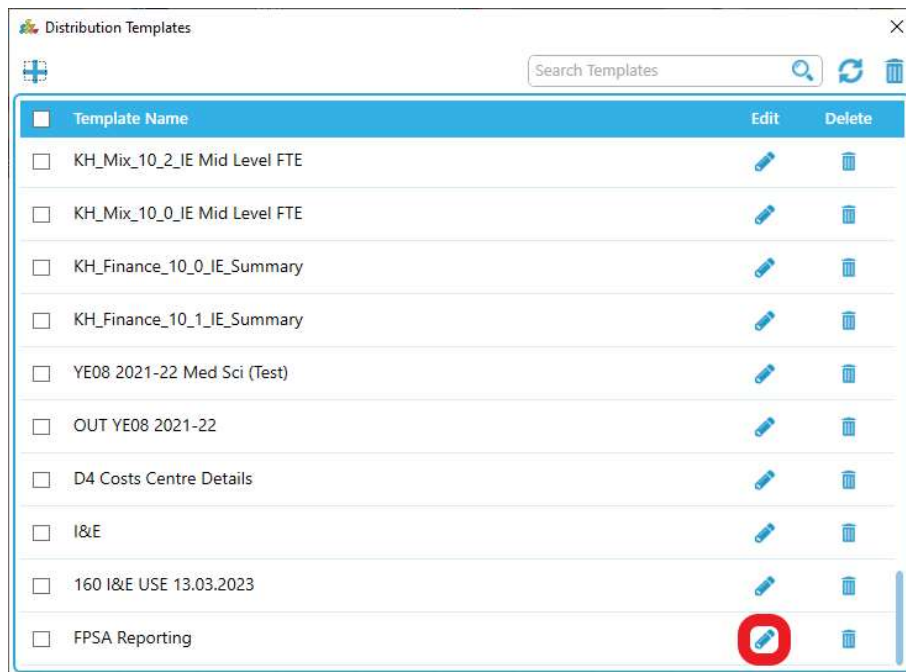 Distribution Templates
Search Templates
Template Name Edit Delete
KH_Mix_10_2_IE Mid Level FTE
KH_Mix_10_0_IE Mid Level FTE
KH_Finance_10_0_IE_Summary
KH_Finance_10_1_IE_Summary
YE08 2021-22 Med Sci (Test)
OUT YE08 2021-22
D4 Costs Centre Details
I&E
160 I&E USE 13.03.2023
FPSA Reporting